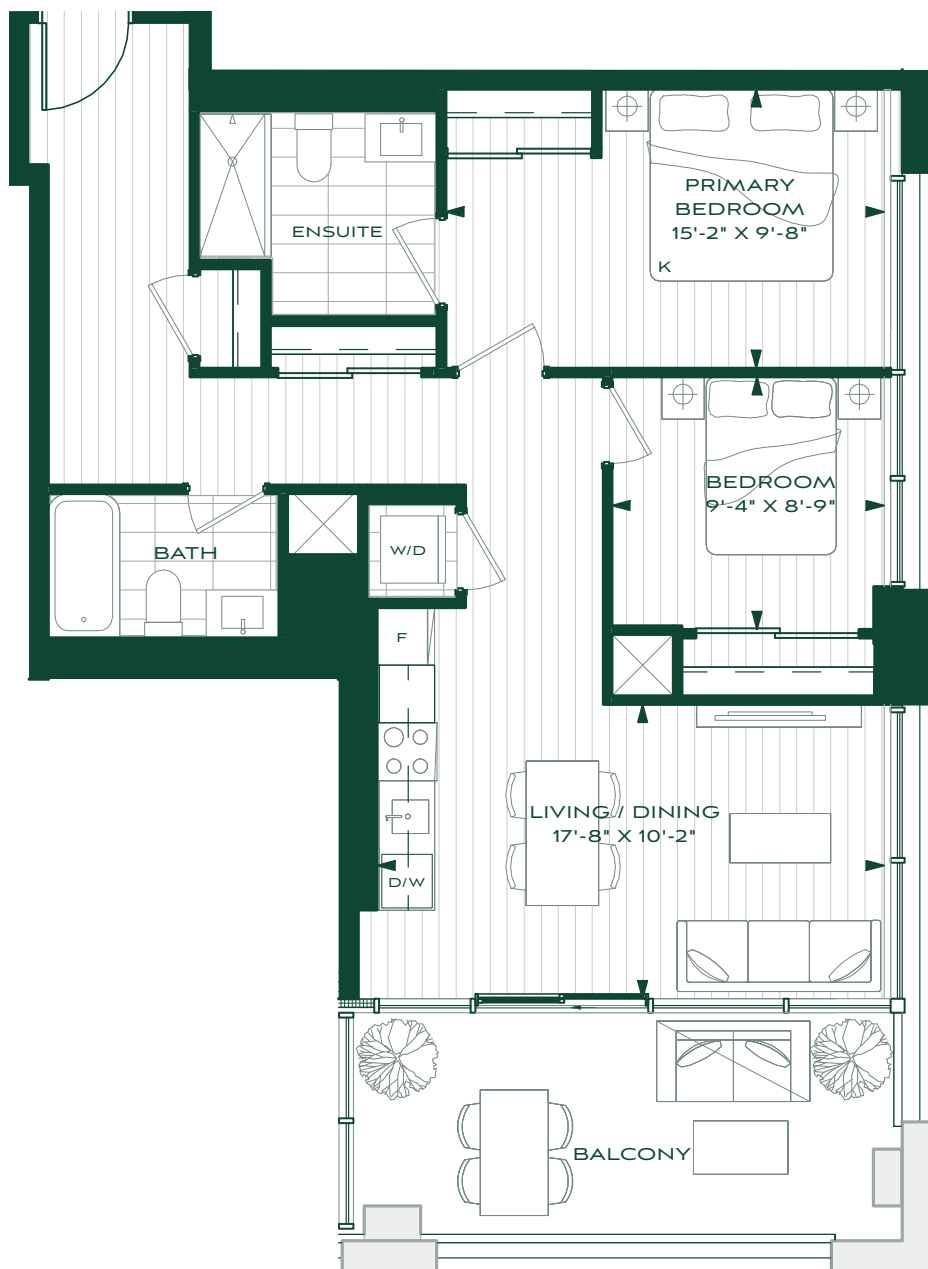 PRIMARY
BEDROOM
15'-2" X 9'-8"
K
ENSUITE
BEDROOM
9'-4" X 8'-9"
BATH
W/D
F
LIVING / DINING
17'-8" X 10'-2"
D/W
BALCONY